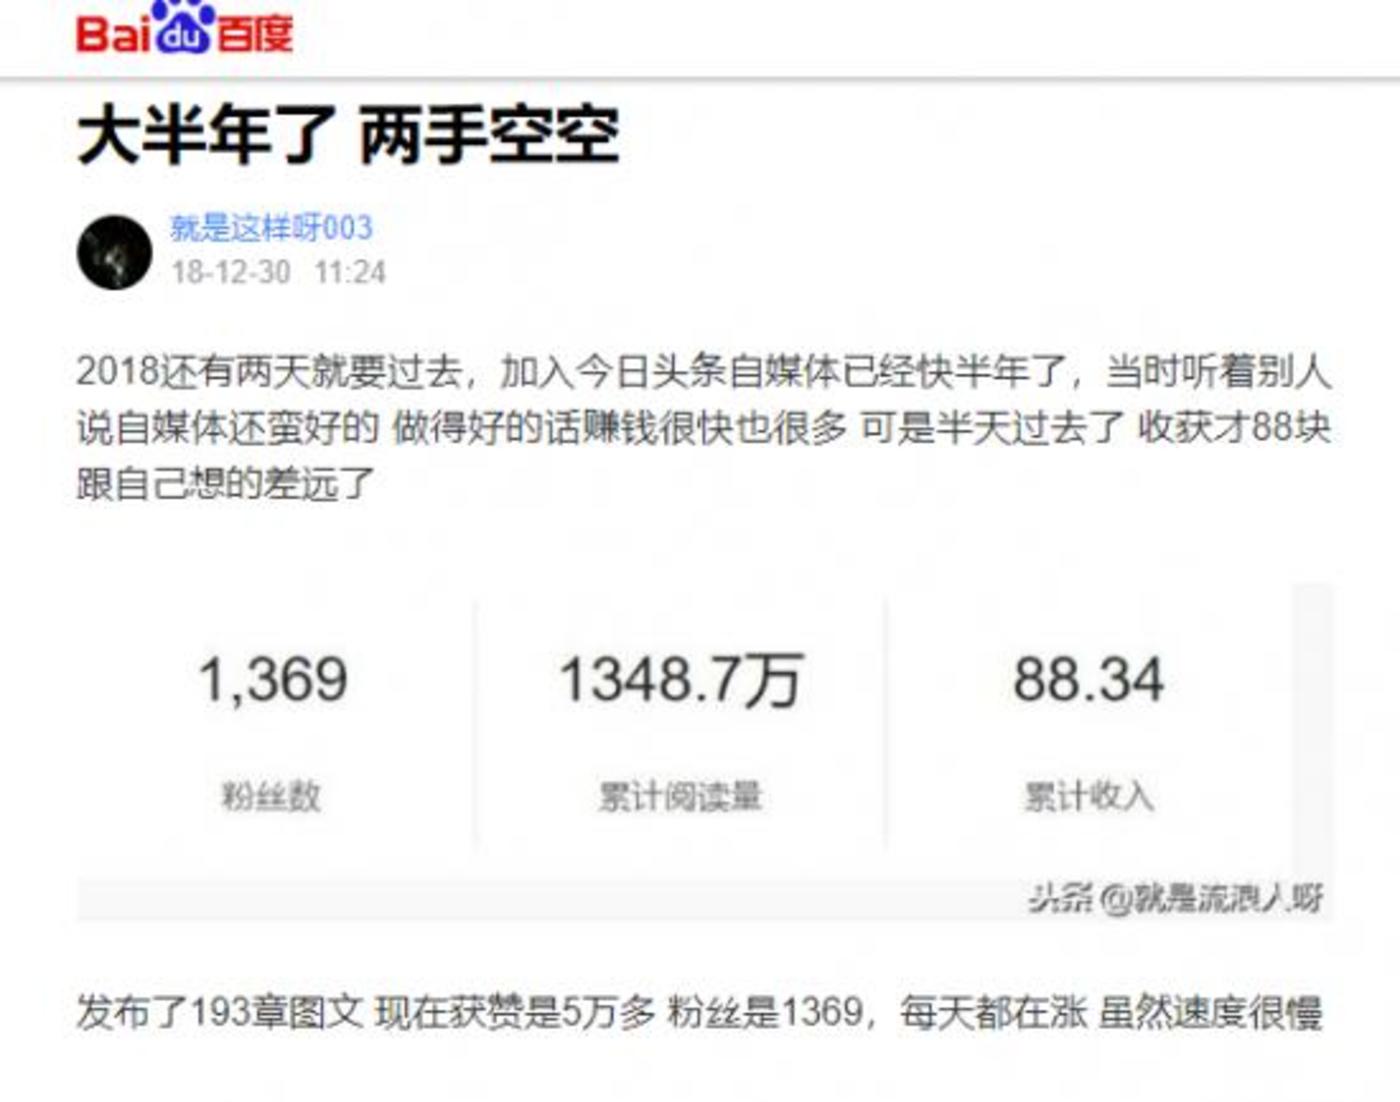 Bai du 百度
大半年了 两手空空
就是这样呀003
18-12-30 11:24
2018还有两天就要过去，加入今日头条自媒体已经快半年了，当时听着别人
说自媒体还蛮好的 做得好的话赚钱很快也很多 可是半天过去了 收获才88块
跟自己想的差远了
1,369
1348.7万
88.34
粉丝数
累计阅读量
累计收入
头条 @就是流浪人呀
发布了193章图文 现在获赞是5万多 粉丝是1369，每天都在涨 虽然速度很慢